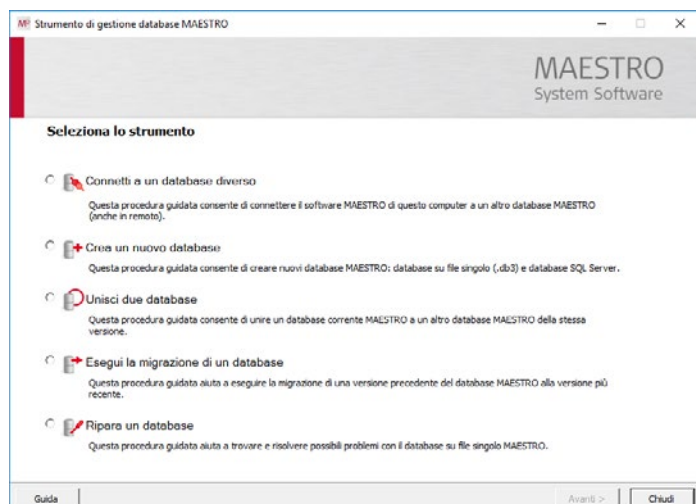 MP Strumento di gestione database MAESTRO
MAESTRO
System Software
Seleziona lo strumento
Connetti a un database diverso
Questa procedura guidata consente di connettere il software MAESTRO di questo computer a un altro database MAESTRO
(anche in remoto).
Crea un nuovo database
Questa procedura guidata consente di creare nuovi database MAESTRO: database su file singolo (.db3) e database SQL Server.
Unisci due database
Questa procedura guidata consente di unire un database corrente MAESTRO a un altro database MAESTRO della stessa
versione.
Esegui la migrazione di un database
Questa procedura guidata aiuta a eseguire la migrazione di una versione precedente del database MAESTRO alla versione più
recente.
Ripara un database
Questa procedura guidata aiuta a trovare e risolvere possibili problemi con il database su file singolo MAESTRO.
Guida
Avanti >
Chiudi